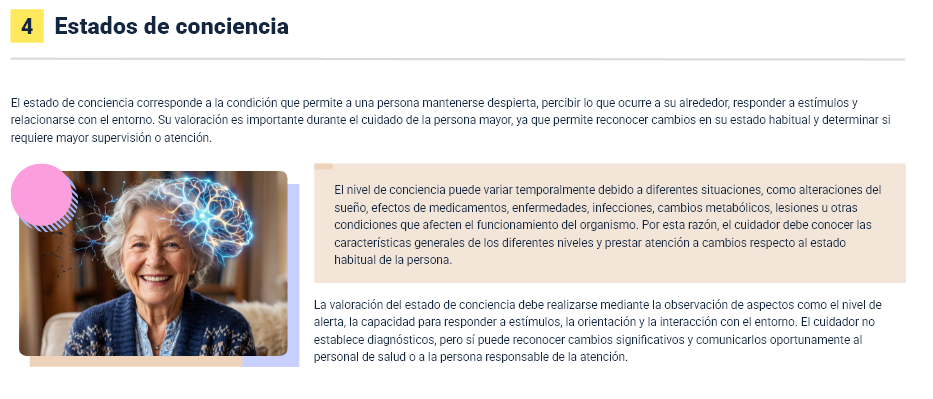 4 Estados de conciencia
El estado de conciencia corresponde a la condición que permite a una persona mantenerse despierta, percibir lo que ocurre a su alrededor, responder a estímulos y
relacionarse con el entorno. Su valoración es importante durante el cuidado de la persona mayor, ya que permite reconocer cambios en su estado habitual y determinar si
requiere mayor supervisión o atención.
El nivel de conciencia puede variar temporalmente debido a diferentes situaciones, como alteraciones del
sueño, efectos de medicamentos, enfermedades, infecciones, cambios metabólicos, lesiones u otras
condiciones que afecten el funcionamiento del organismo. Por esta razón, el cuidador debe conocer las
características generales de los diferentes niveles y prestar atención a cambios respecto al estado
habitual de la persona.
La valoración del estado de conciencia debe realizarse mediante la observación de aspectos como el nivel de
alerta, la capacidad para responder a estímulos, la orientación y la interacción con el entorno. El cuidador no
establece diagnósticos, pero sí puede reconocer cambios significativos y comunicarlos oportunamente al
personal de salud o a la persona responsable de la atención.